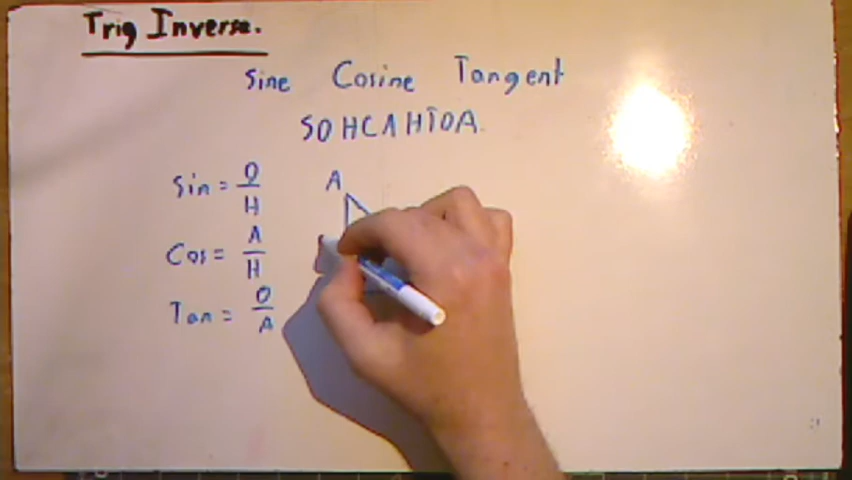 Trig Inverse.
Sine Cosine Tangent
SOHCAHTOA.
Sin = O/H
A
Cos = A/H
Tan = O/A